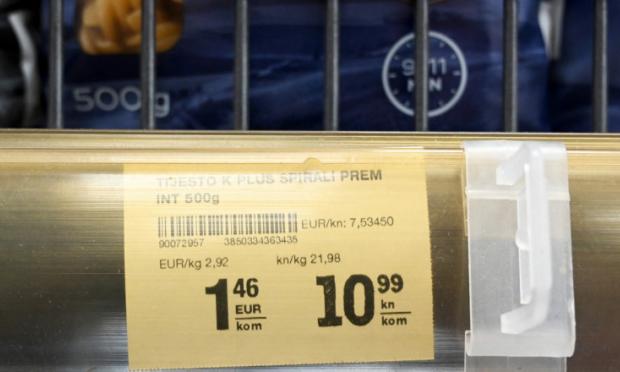 500g
9-11
MIN
TIJESTO K PLUS SPIRALI PREM
INT 500g
EUR/kn: 7,53450
90072957 3850334363435
EUR/kg 2,92 kn/kg 21,98
1 46 EUR kom 10 99 kn kom